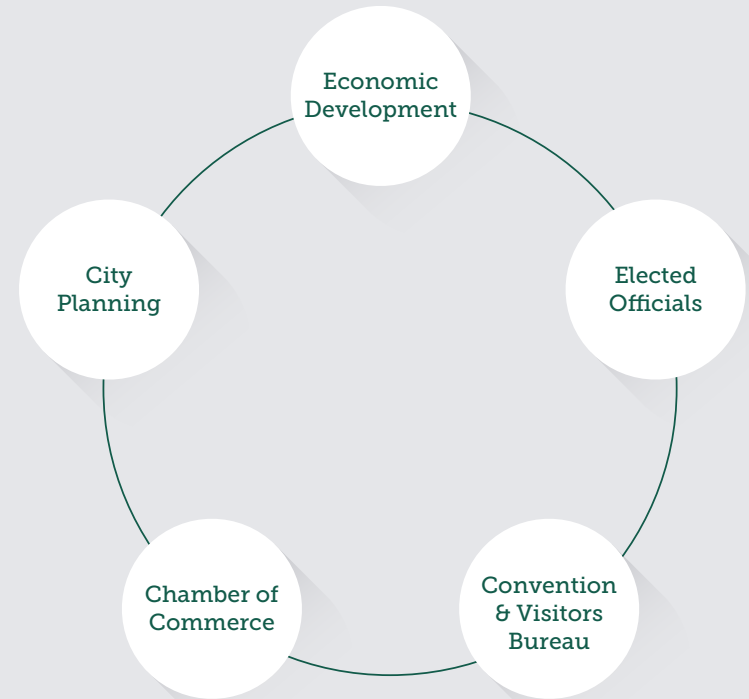 Economic
Development
City
Planning
Elected
Officials
Chamber of
Commerce
Convention
& Visitors
Bureau